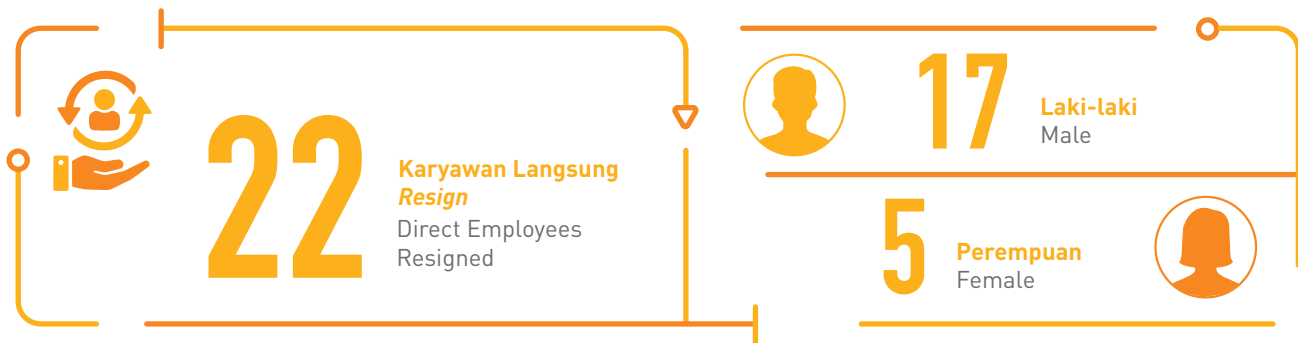 22
Karyawan Langsung
Resign
Direct Employees
Resigned
17
Laki-laki
Male
5
Perempuan
Female